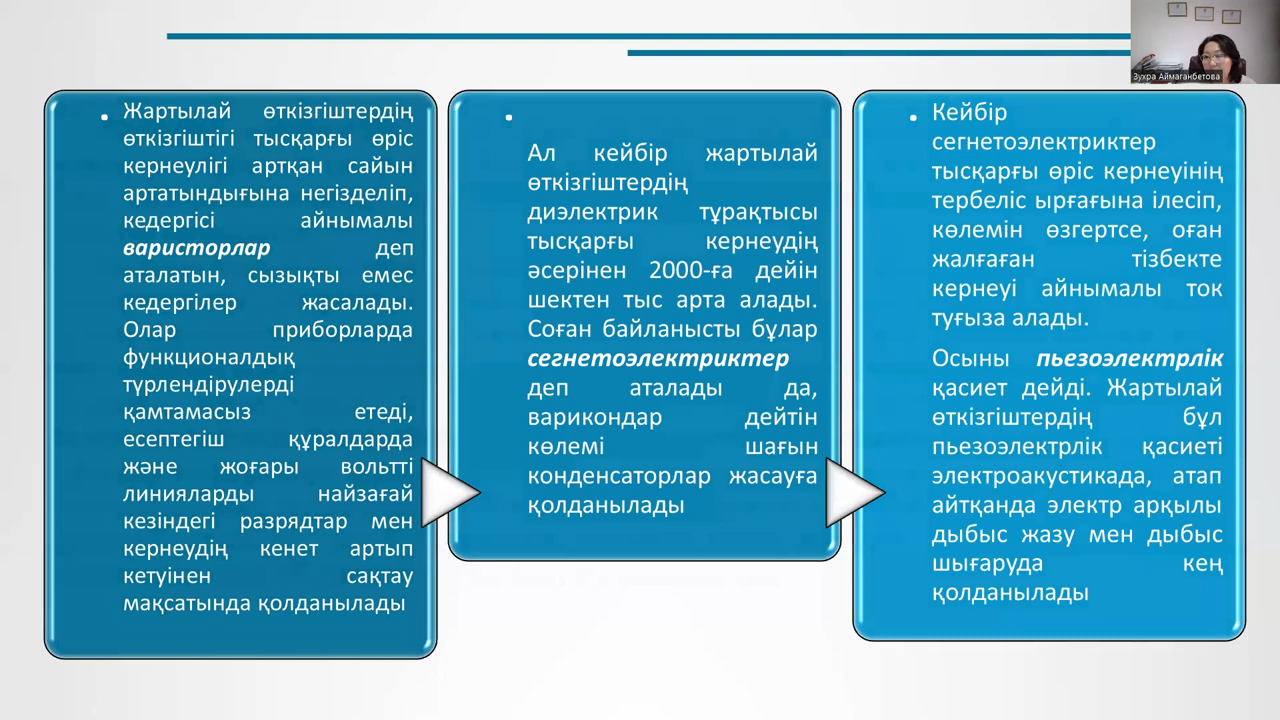 Жартылай өткізгіштердің
өткізгіштігі тысқарғы өріс
кернеулігі артқан сайын
артатындығына негізделіп,
кедергісі айнымалы
варисторлар деп
аталатын, сызықты емес
кедергілер жасалады.
Олар приборларда
функционалдық
түрлендірулерді
қамтамасыз етеді,
есептегіш құралдарда
және жоғары вольтті
линияларды найзағай
кезіндегі разрядтар мен
кернеудің кенет артып
кетуінен сақтау
мақсатында қолданылады
Ал кейбір жартылай
өткізгіштердің
диэлектрик тұрақтысы
тысқарғы кернеудің
әсерінен 2000-ға дейін
шектен тыс арта алады.
Соған байланысты бұлар
сегнетоэлектриктер
деп аталады да,
варикондар дейтін
көлемі шағын
конденсаторлар жасауға
қолданылады
Кейбір
сегнетоэлектриктер
тысқарғы өріс кернеуінің
тербеліс ырғағына ілесіп,
көлемін өзгертсе, оған
жалғаған тізбекте
кернеуі айнымалы ток
туғыза алады.
Осыны пьезоэлектрлік
қасиет дейді. Жартылай
өткізгіштердің бұл
пьезоэлектрлік қасиеті
электроакустикада, атап
айтқанда электр арқылы
дыбыс жазу мен дыбыс
шығаруда кең
қолданылады
Зухра Аймаганбетова